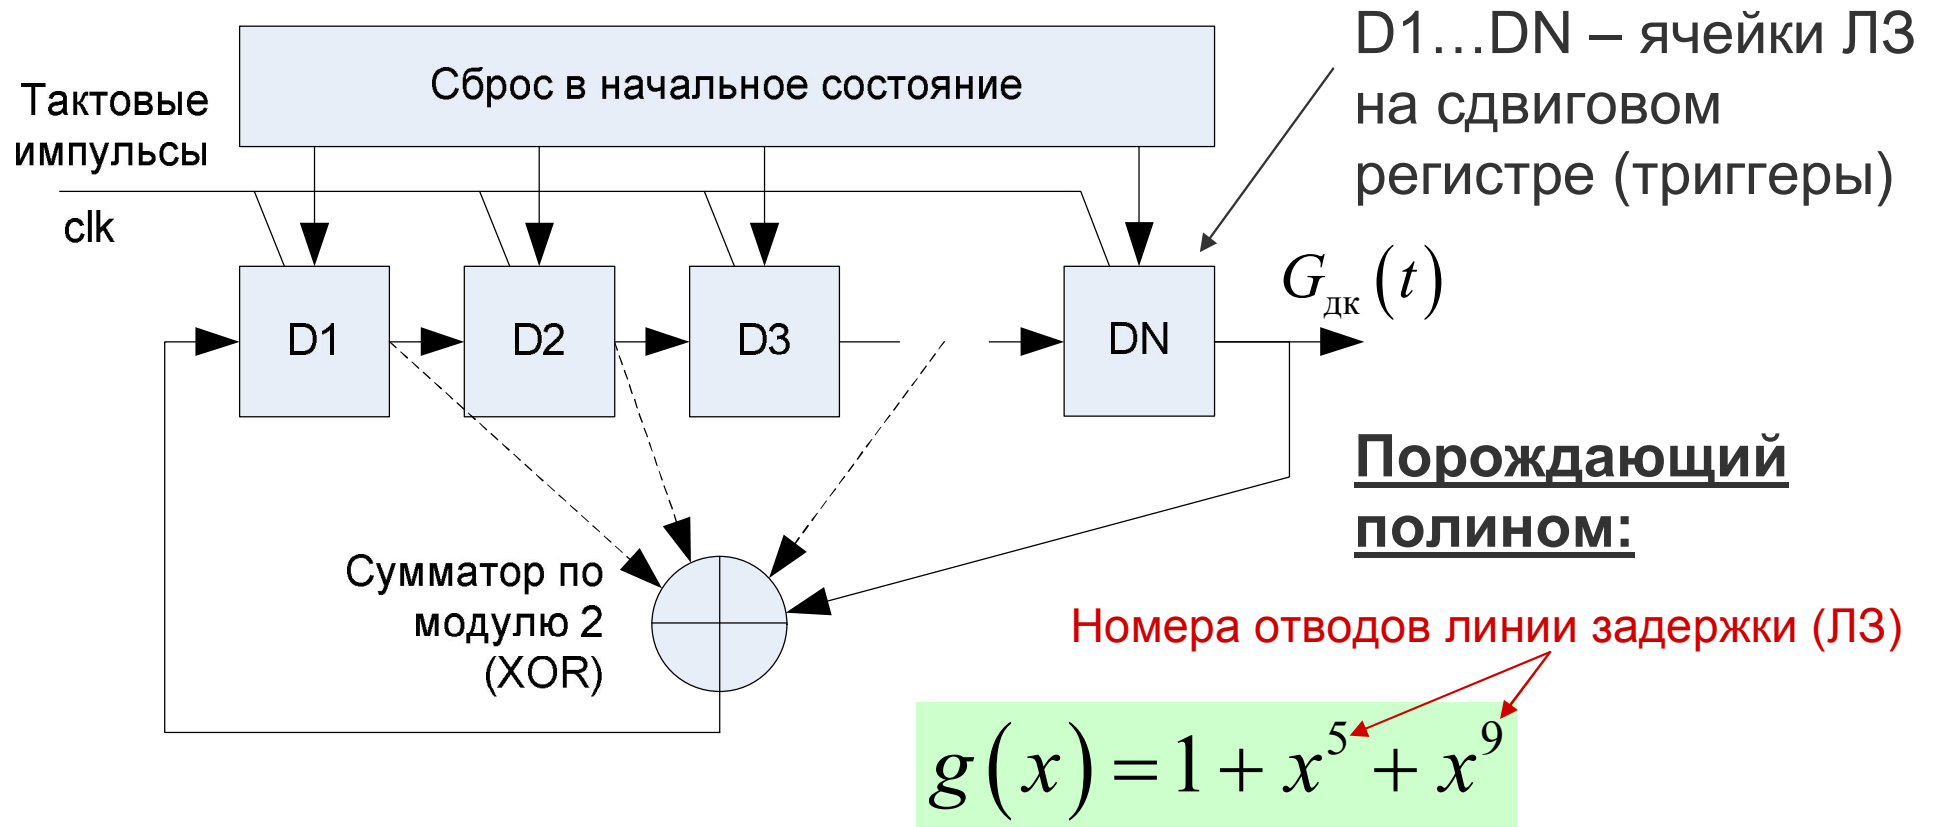 D1…DN – ячейки ЛЗ
на сдвиговом
регистре (триггеры)
Сброс в начальное состояние
Тактовые
импульсы
clk
D1
D2
D3
DN
G_дк (t)
Порождающий
полином:
Сумматор по
модулю 2
(XOR)
Номера отводов линии задержки (ЛЗ)
g(x) = 1 + x^5 + x^9